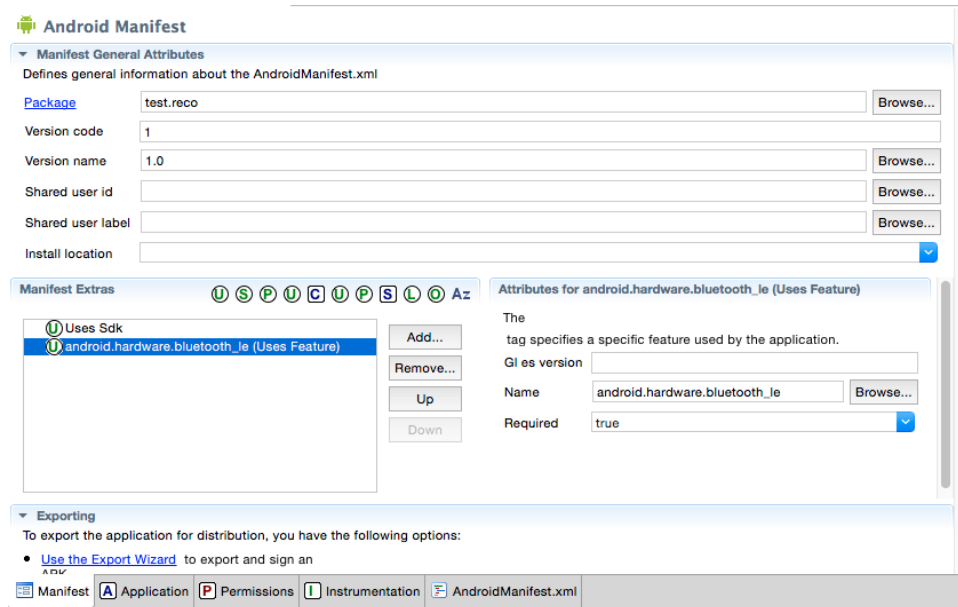 Android Manifest
Manifest General Attributes
Defines general information about the AndroidManifest.xml
Package test.reco Browse...
Version code 1
Version name 1.0 Browse...
Shared user id Browse...
Shared user label Browse...
Install location
Manifest Extras U S P U C U P S L O Az
Uses Sdk
U android.hardware.bluetooth_le (Uses Feature)
Add...
Remove...
Up
Down
Attributes for android.hardware.bluetooth_le (Uses Feature)
The
tag specifies a specific feature used by the application.
Gl es version
Name android.hardware.bluetooth_le Browse...
Required true
Exporting
To export the application for distribution, you have the following options:
• Use the Export Wizard to export and sign an
APK
Manifest A Application P Permissions I Instrumentation AndroidManifest.xml